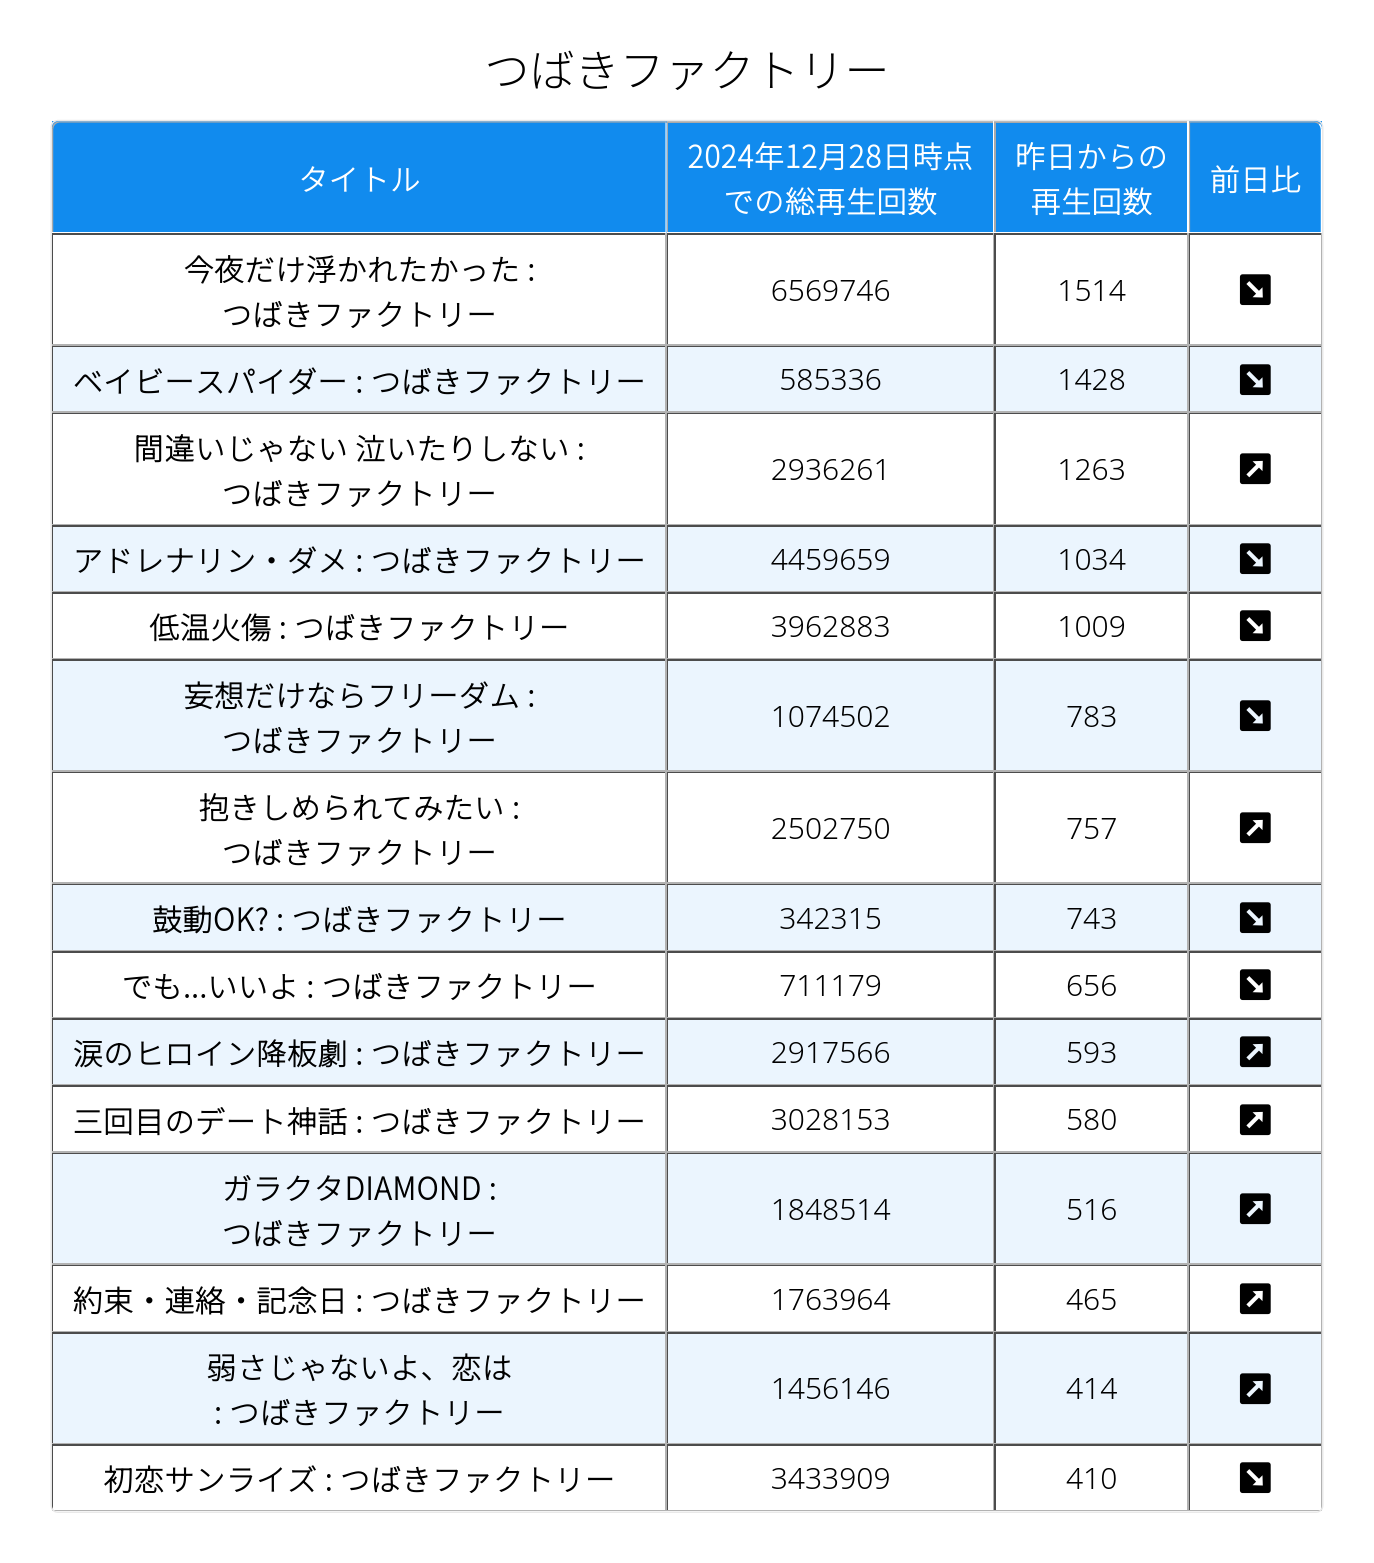 つばきファクトリー
タイトル
2024年12月28日時点
での総再生回数
昨日からの
再生回数
前日比
今夜だけ浮かれたかった :
つばきファクトリー
6569746
1514
↘
ベイビースパイダー : つばきファクトリー
585336
1428
↘
間違いじゃない 泣いたりしない :
つばきファクトリー
2936261
1263
↗
アドレナリン・ダメ : つばきファクトリー
4459659
1034
↘
低温火傷 : つばきファクトリー
3962883
1009
↘
妄想だけならフリーダム :
つばきファクトリー
1074502
783
↘
抱きしめられてみたい :
つばきファクトリー
2502750
757
↗
鼓動OK? : つばきファクトリー
342315
743
↘
でも...いいよ : つばきファクトリー
711179
656
↘
涙のヒロイン降板劇 : つばきファクトリー
2917566
593
↗
三回目のデート神話 : つばきファクトリー
3028153
580
↗
ガラクタDIAMOND :
つばきファクトリー
1848514
516
↗
約束・連絡・記念日 : つばきファクトリー
1763964
465
↗
弱さじゃないよ、恋は
: つばきファクトリー
1456146
414
↗
初恋サンライズ : つばきファクトリー
3433909
410
↘